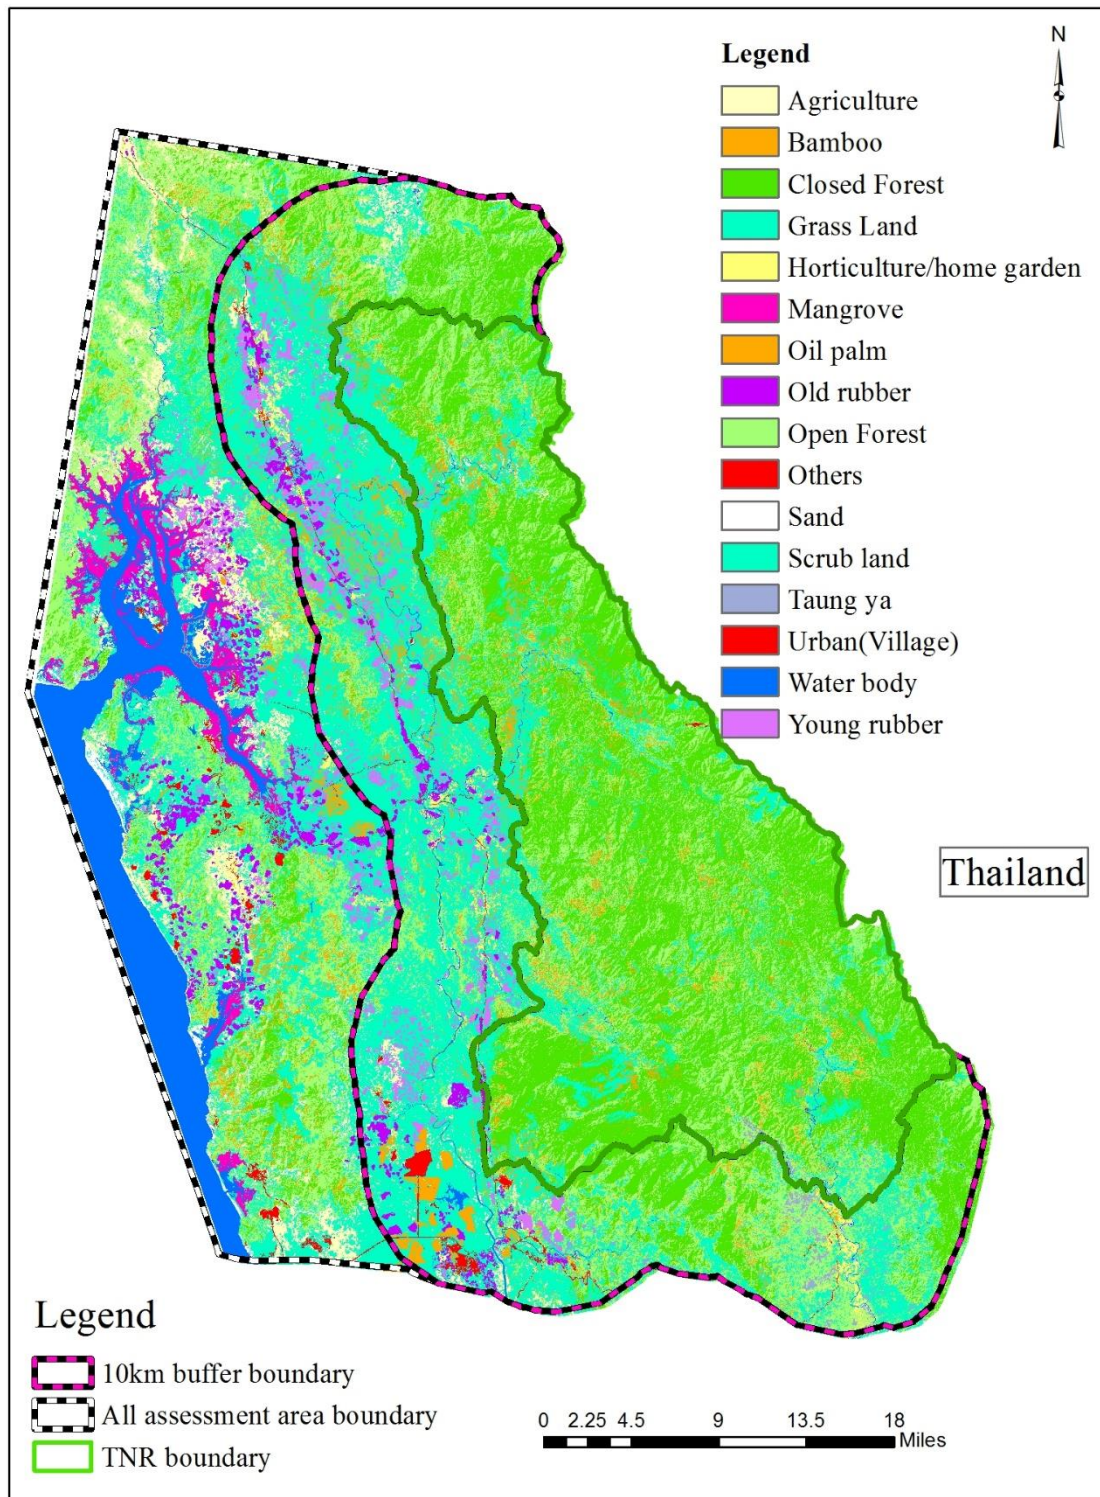 N
Legend
Agriculture
Bamboo
Closed Forest
Grass Land
Horticulture/home garden
Mangrove
Oil palm
Old rubber
Open Forest
Others
Sand
Scrub land
Taung ya
Urban(Village)
Water body
Young rubber
Thailand
Legend
10km buffer boundary
All assessment area boundary
TNR boundary
0 2.25 4.5 9 13.5 18
Miles